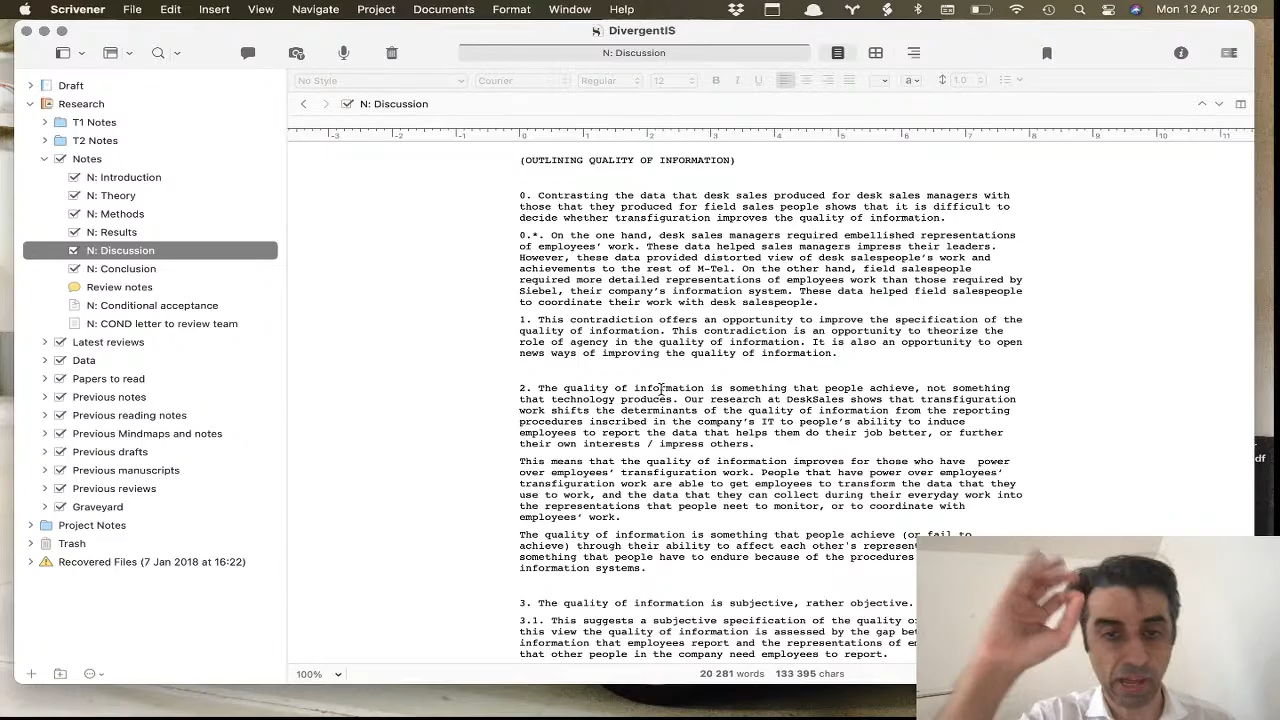 Scrivener File Edit Insert View Navigate Project Documents Format Window Help Mon 12 Apr 12:09
DivergentIS
N: Discussion
No Style Courier Regular 12 B I U a 1.0
N: Discussion
-3 -2 -1 0 1 2 3 4 5 6 7 8 9 10 11
Draft
Research
T1 Notes
T2 Notes
Notes
N: Introduction
N: Theory
N: Methods
N: Results
N: Discussion
N: Conclusion
Review notes
N: Conditional acceptance
N: COND letter to review team
Latest reviews
Data
Papers to read
Previous notes
Previous reading notes
Previous Mindmaps and notes
Previous drafts
Previous manuscripts
Previous reviews
Graveyard
Project Notes
Trash
Recovered Files (7 Jan 2018 at 16:22)
(OUTLINING QUALITY OF INFORMATION)
0. Contrasting the data that desk sales produced for desk sales managers with
those that they produced for field sales people shows that it is difficult to
decide whether transfiguration improves the quality of information.
0.*. On the one hand, desk sales managers required embellished representations
of employees’ work. These data helped sales managers impress their leaders.
However, these data provided distorted view of desk salespeople’s work and
achievements to the rest of M-Tel. On the other hand, field salespeople
required more detailed representations of employees work than those required by
Siebel, their company’s information system. These data helped field salespeople
to coordinate their work with desk salespeople.
1. This contradiction offers an opportunity to improve the specification of the
quality of information. This contradiction is an opportunity to theorize the
role of agency in the quality of information. It is also an opportunity to open
news ways of improving the quality of information.
2. The quality of information is something that people achieve, not something
that technology produces. Our research at DeskSales shows that transfiguration
work shifts the determinants of the quality of information from the reporting
procedures inscribed in the company’s IT to people’s ability to induce
employees to report the data that helps them do their job better, or further
their own interests / impress others.
This means that the quality of information improves for those who have power
over employees’ transfiguration work. People that have power over employees’
transfiguration work are able to get employees to transform the data that they
use to work, and the data that they can collect during their everyday work into
the representations that people neet to monitor, or to coordinate with
employees’ work.
The quality of information is something that people achieve (or fail to
achieve) through their ability to affect each other's represent
something that people have to endure because of the procedures
information systems.
3. The quality of information is subjective, rather objective.
3.1. This suggests a subjective specification of the quality o
this view the quality of information is assessed by the gap be
information that employees report and the representations of e
that other people in the company need employees to report.
100% 20 281 words 133 395 chars
df